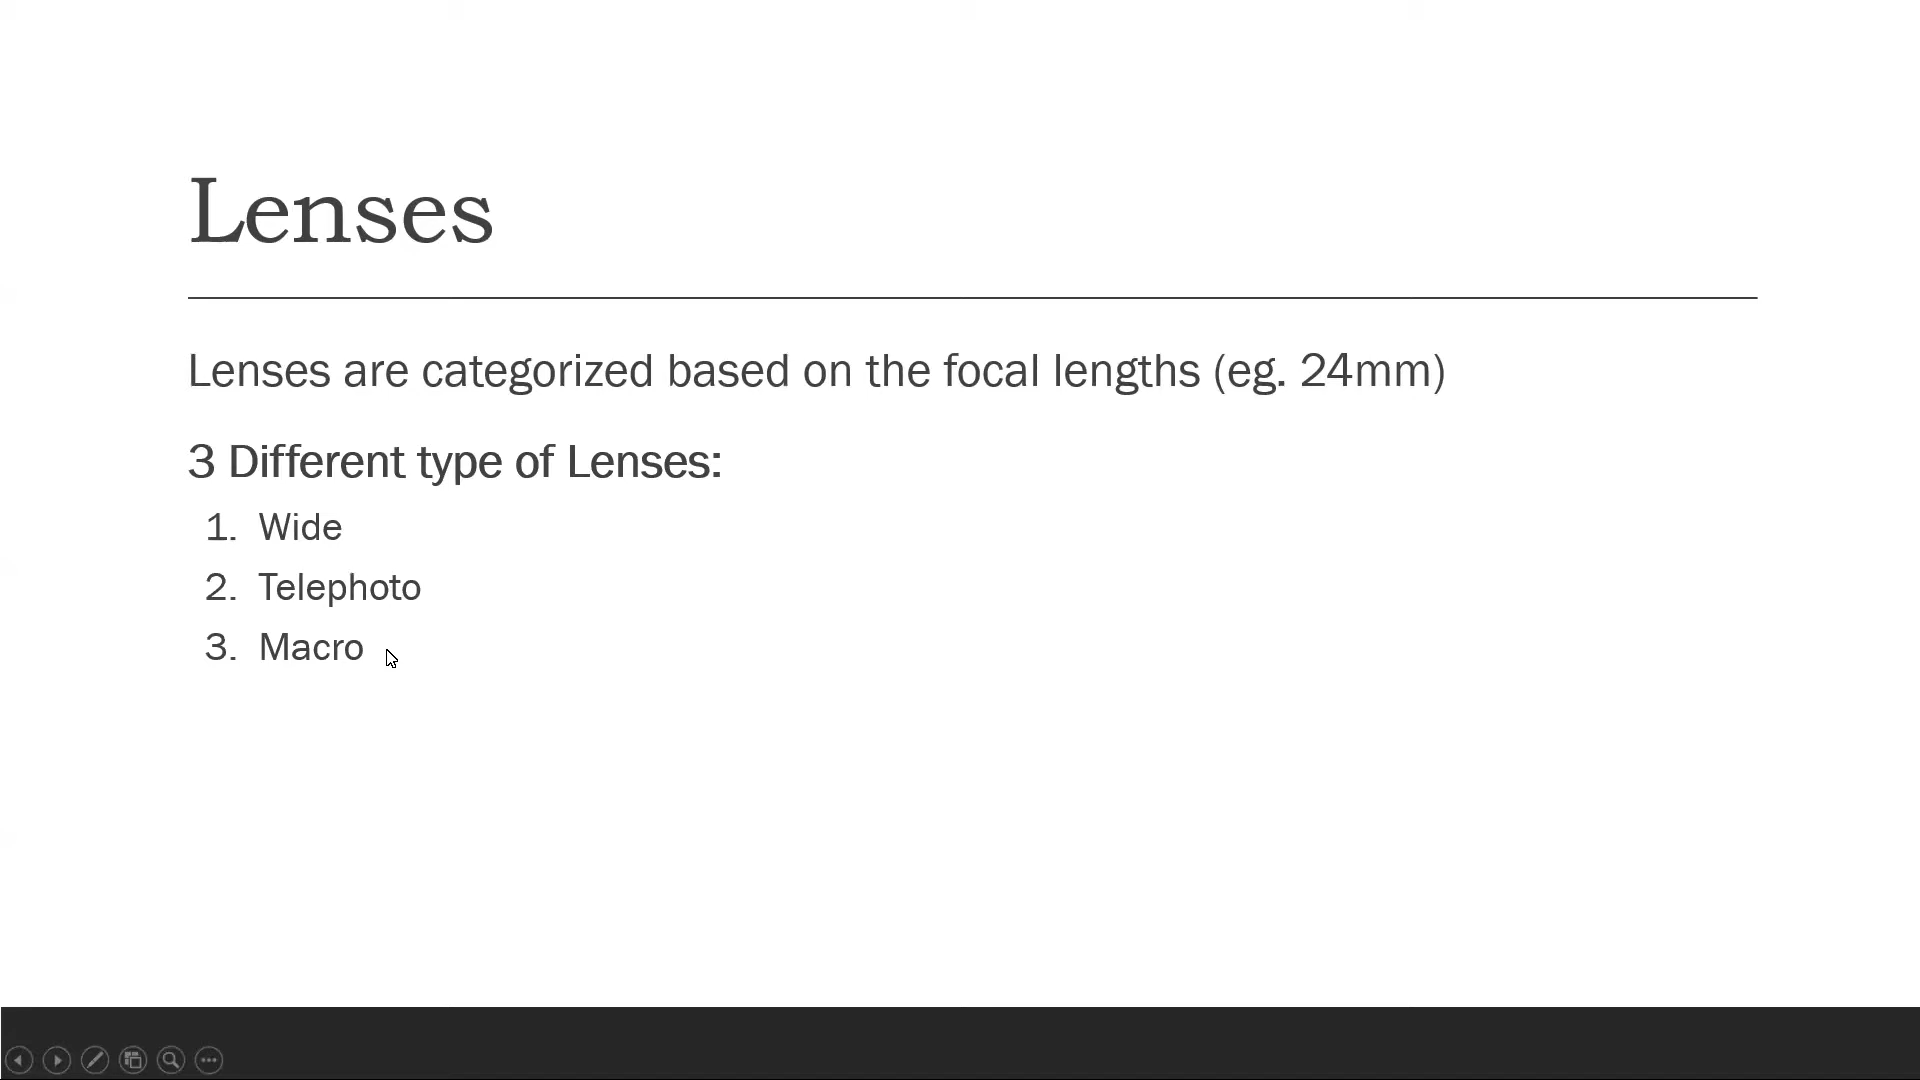 Lenses
Lenses are categorized based on the focal lengths (eg. 24mm)
3 Different type of Lenses:
1. Wide
2. Telephoto
3. Macro